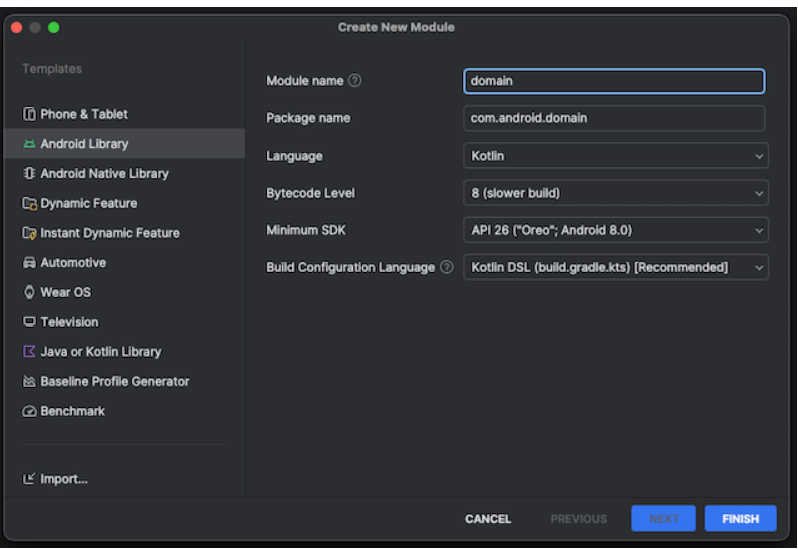 Create New Module
Templates
Phone & Tablet
Android Library
Android Native Library
Dynamic Feature
Instant Dynamic Feature
Automotive
Wear OS
Television
Java or Kotlin Library
Baseline Profile Generator
Benchmark
Import...
Module name ?
domain
Package name
com.android.domain
Language
Kotlin
Bytecode Level
8 (slower build)
Minimum SDK
API 26 ("Oreo"; Android 8.0)
Build Configuration Language ?
Kotlin DSL (build.gradle.kts) [Recommended]
CANCEL
PREVIOUS
NEXT
FINISH